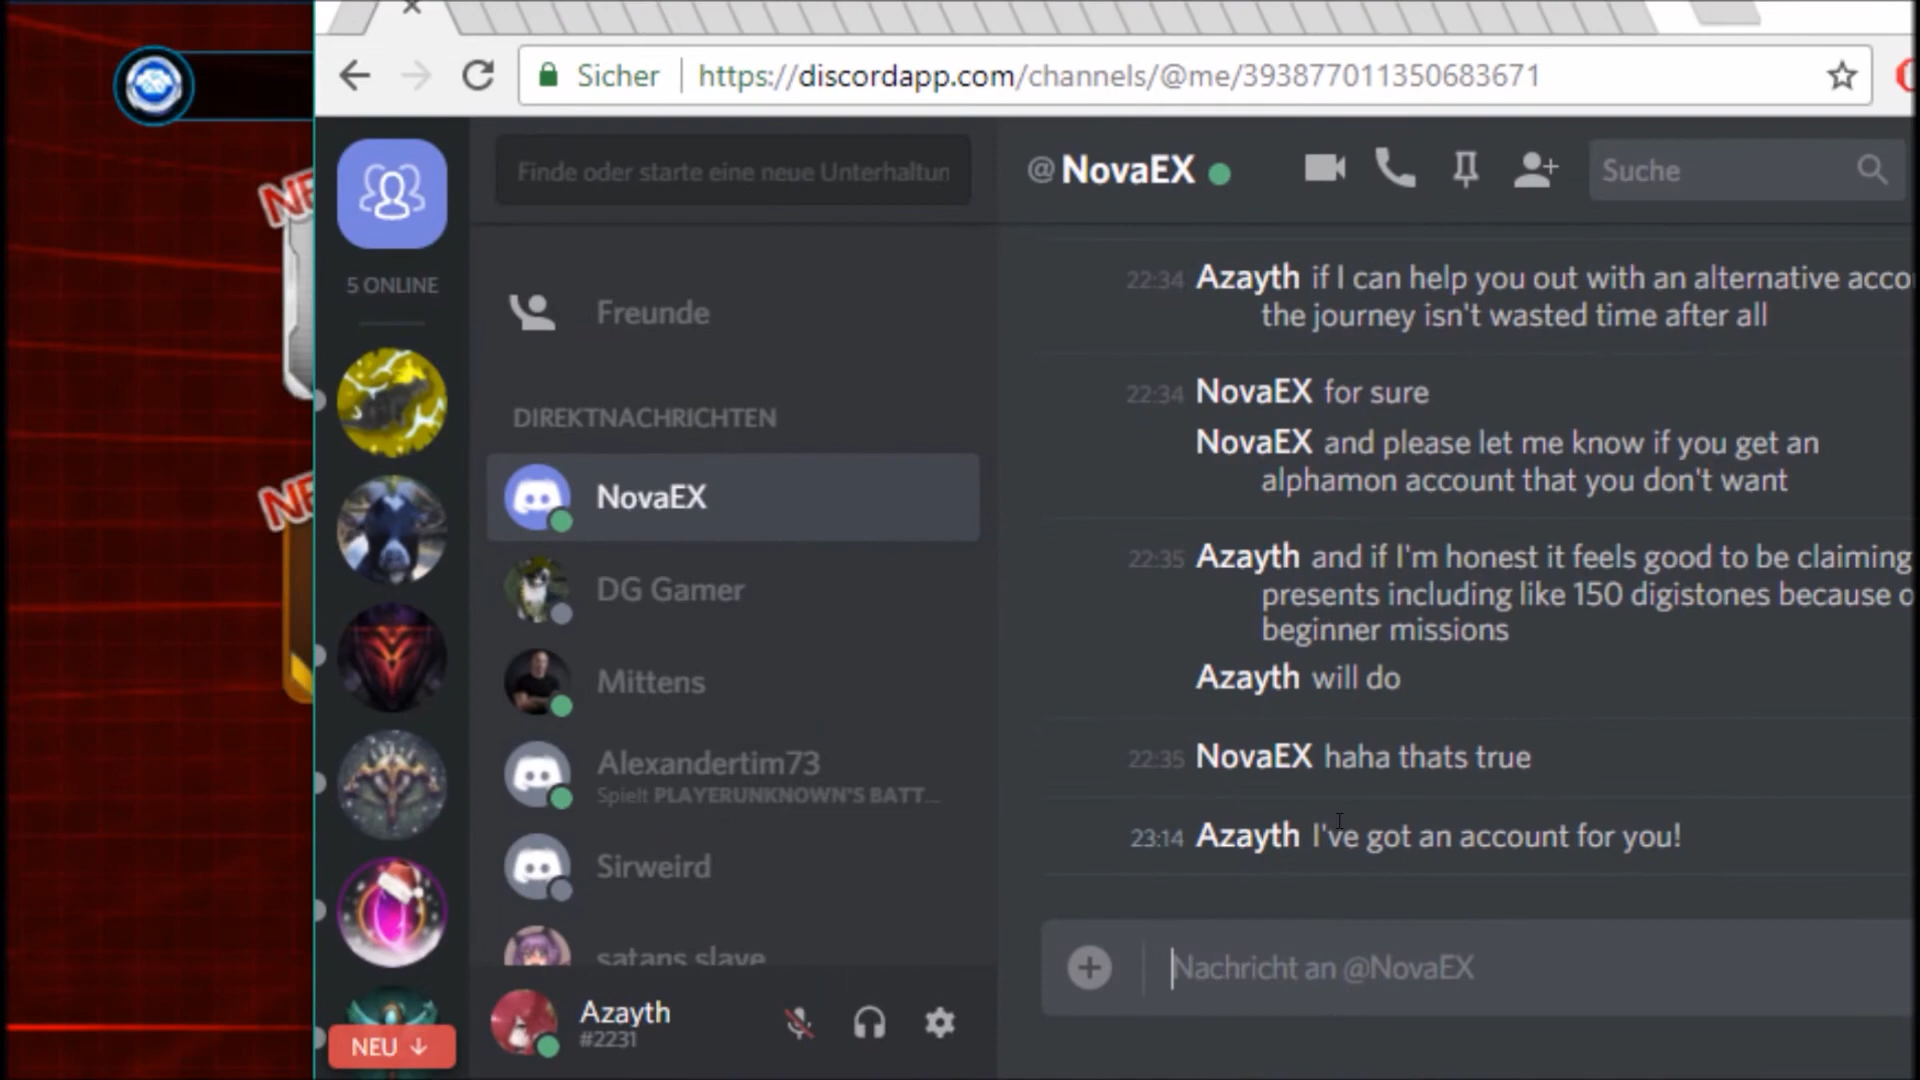 Sicher
https://discordapp.com/channels/@me/393877011350683671
NE
NE
5 ONLINE
NEU ↓
Finde oder starte eine neue Unterhaltun
Freunde
DIREKTNACHRICHTEN
NovaEX
DG Gamer
Mittens
Alexandertim73
Spielt PLAYERUNKNOWN'S BATT...
Sirweird
satans slave
Azayth
#2231
@NovaEX
Suche
22:34 Azayth if I can help you out with an alternative acco
the journey isn't wasted time after all
22:34 NovaEX for sure
NovaEX and please let me know if you get an
alphamon account that you don't want
22:35 Azayth and if I'm honest it feels good to be claiming
presents including like 150 digistones because o
beginner missions
Azayth will do
22:35 NovaEX haha thats true
23:14 Azayth I've got an account for you!
Nachricht an @NovaEX